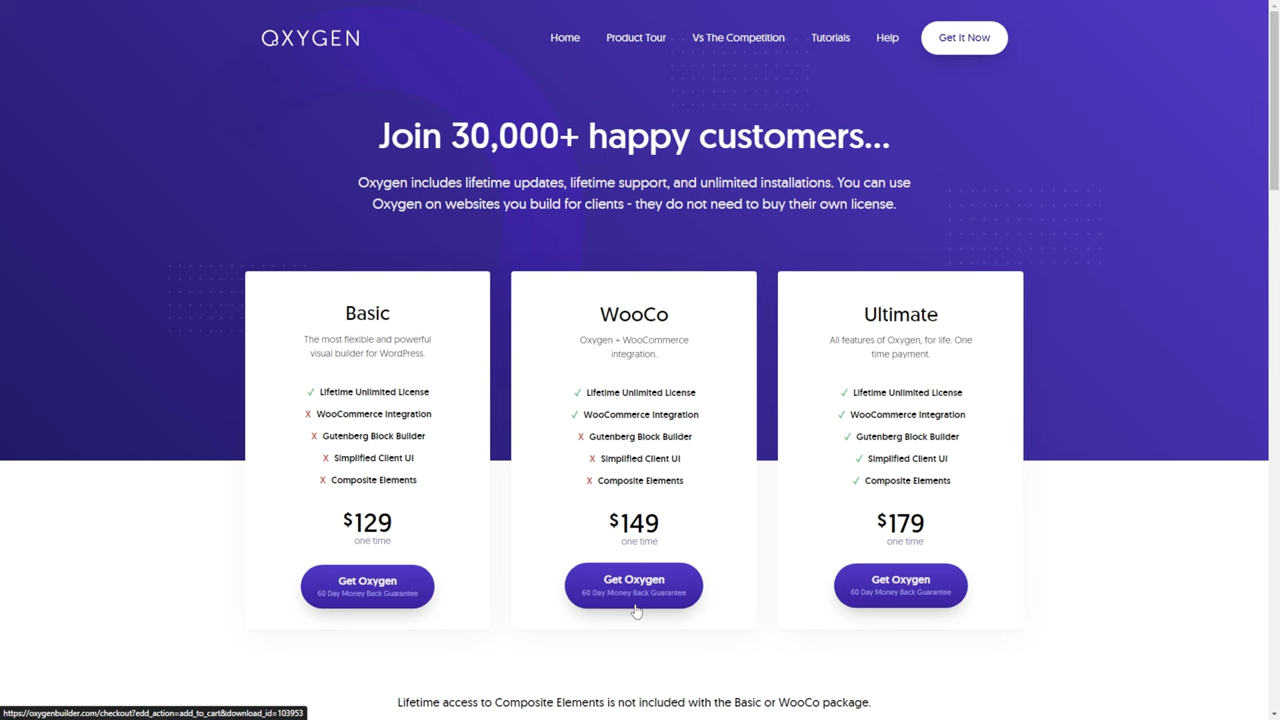 OXYGEN
Home Product Tour Vs The Competition Tutorials Help Get It Now
Join 30,000+ happy customers...
Oxygen includes lifetime updates, lifetime support, and unlimited installations. You can use
Oxygen on websites you build for clients - they do not need to buy their own license.
Basic
The most flexible and powerful
visual builder for WordPress.
✓ Lifetime Unlimited License
X WooCommerce Integration
X Gutenberg Block Builder
X Simplified Client UI
X Composite Elements
$129
one time
Get Oxygen
60 Day Money Back Guarantee
WooCo
Oxygen + WooCommerce
integration.
✓ Lifetime Unlimited License
✓ WooCommerce Integration
X Gutenberg Block Builder
X Simplified Client UI
X Composite Elements
$149
one time
Get Oxygen
60 Day Money Back Guarantee
Ultimate
All features of Oxygen, for life. One
time payment.
✓ Lifetime Unlimited License
✓ WooCommerce Integration
✓ Gutenberg Block Builder
✓ Simplified Client UI
✓ Composite Elements
$179
one time
Get Oxygen
60 Day Money Back Guarantee
Lifetime access to Composite Elements is not included with the Basic or WooCo package.
https://oxygenbuilder.com/checkout?edd_action=add_to_cart&download_id=103953